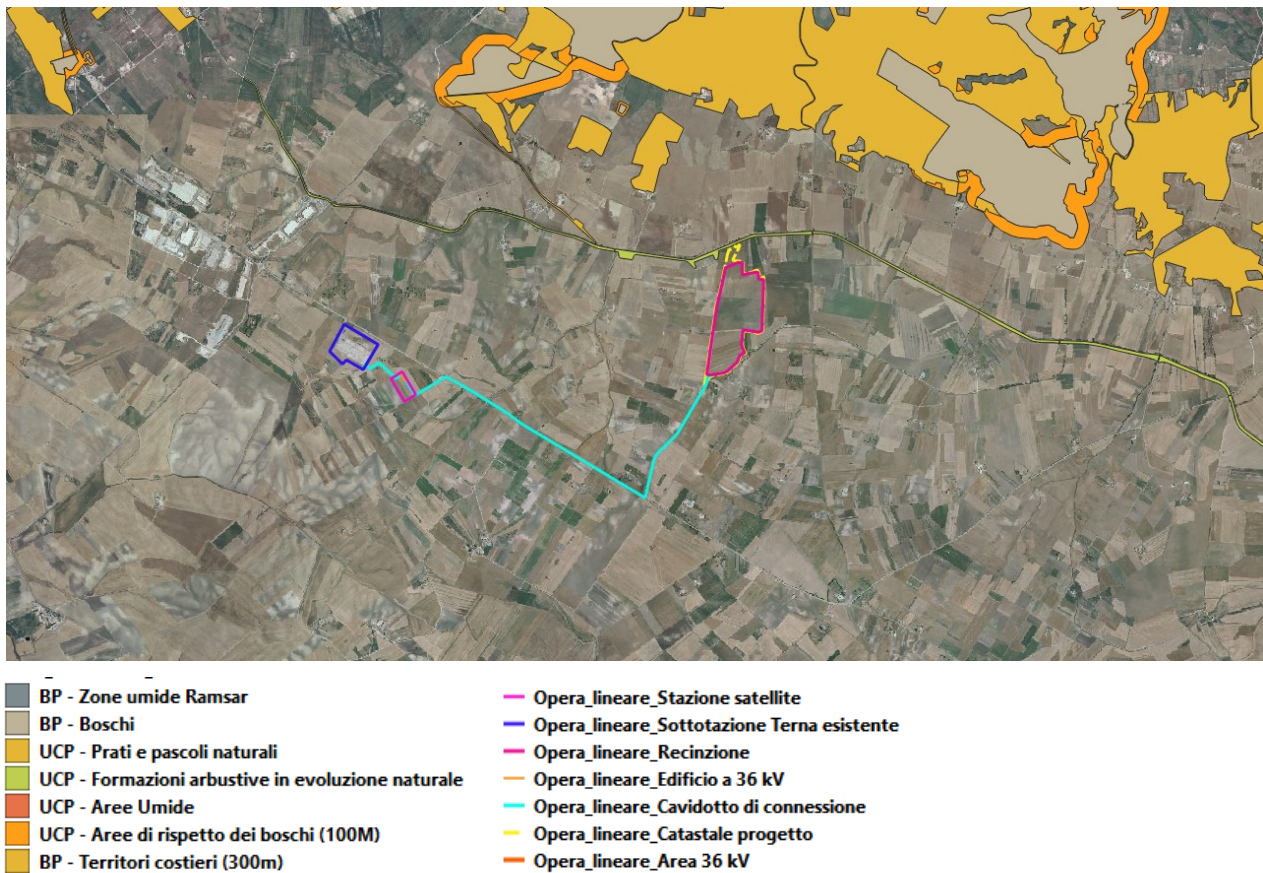 BP - Zone umide Ramsar
BP - Boschi
UCP - Prati e pascoli naturali
UCP - Formazioni arbustive in evoluzione naturale
UCP - Aree Umide
UCP - Aree di rispetto dei boschi (100M)
BP - Territori costieri (300m)
Opera_lineare_Stazione satellite
Opera_lineare_Sottotazione Terna esistente
Opera_lineare_Recinzione
Opera_lineare_Edificio a 36 kV
Opera_lineare_Cavidotto di connessione
Opera_lineare_Catastale progetto
Opera_lineare_Area 36 kV